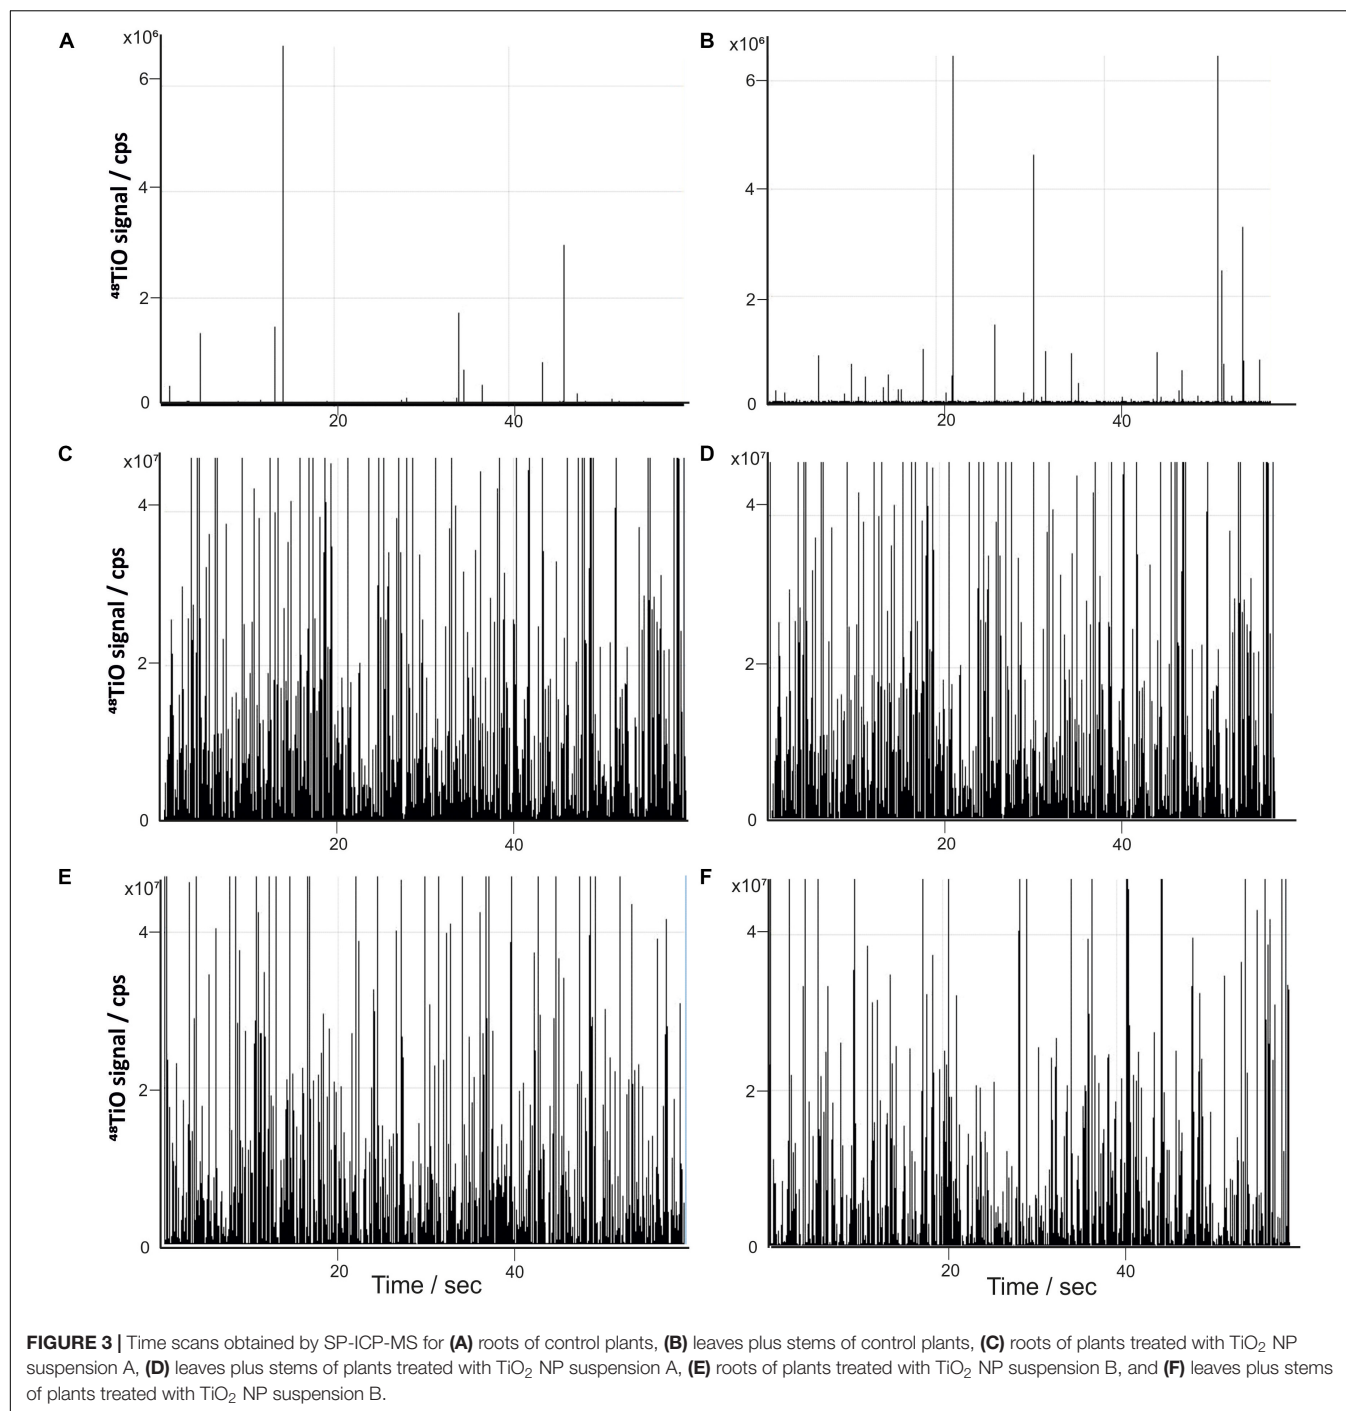 A
x10⁶
6
4
2
0
20
40
⁴⁸TiO signal / cps
B
x10⁶
6
4
2
0
20
40
C
x10⁷
4
2
0
20
40
⁴⁸TiO signal / cps
D
x10⁷
4
2
0
20
40
E
x10⁷
4
2
0
20
40
⁴⁸TiO signal / cps
Time / sec
F
x10⁷
4
2
0
20
40
Time / sec
FIGURE 3 | Time scans obtained by SP-ICP-MS for (A) roots of control plants, (B) leaves plus stems of control plants, (C) roots of plants treated with TiO₂ NP
suspension A, (D) leaves plus stems of plants treated with TiO₂ NP suspension A, (E) roots of plants treated with TiO₂ NP suspension B, and (F) leaves plus stems
of plants treated with TiO₂ NP suspension B.